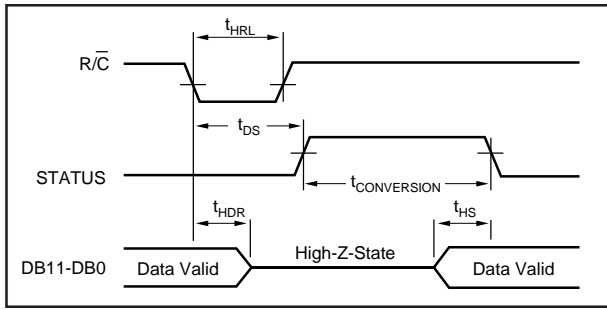 tHRL
R/C̅
tDS
STATUS
tCONVERSION
tHDR
tHS
High-Z-State
DB11-DB0 Data Valid Data Valid